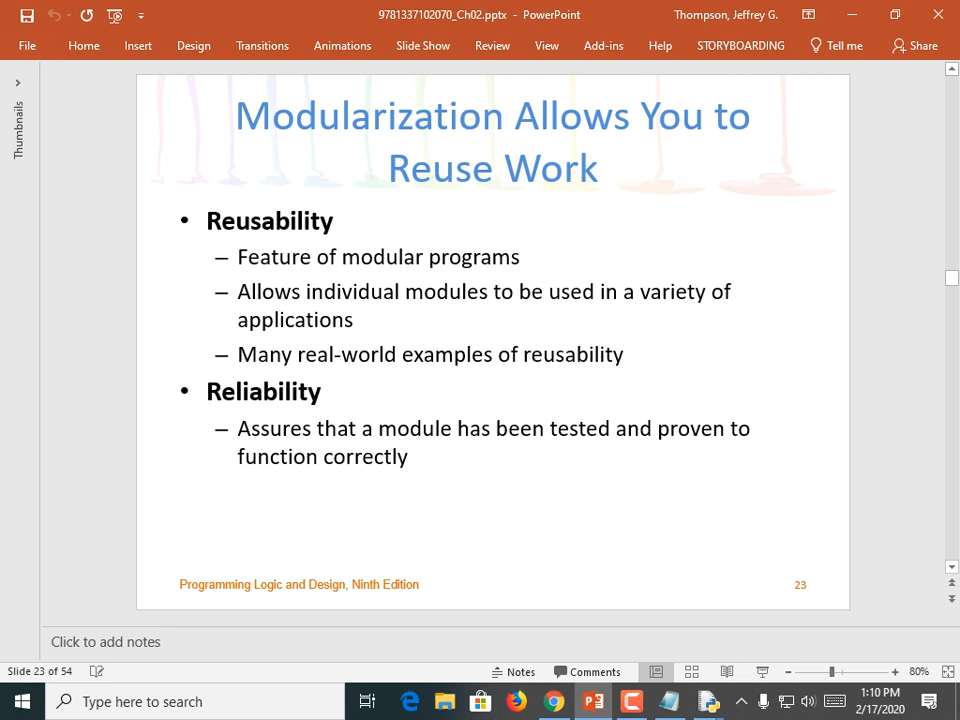 9781337102070_Ch02.pptx - PowerPoint
Thompson, Jeffrey G.
File Home Insert Design Transitions Animations Slide Show Review View Add-ins Help STORYBOARDING Tell me Share
Thumbnails
Modularization Allows You to
Reuse Work
• Reusability
– Feature of modular programs
– Allows individual modules to be used in a variety of
applications
– Many real-world examples of reusability
• Reliability
– Assures that a module has been tested and proven to
function correctly
Programming Logic and Design, Ninth Edition
23
Click to add notes
Slide 23 of 54
Notes Comments 80%
Type here to search
1:10 PM
2/17/2020